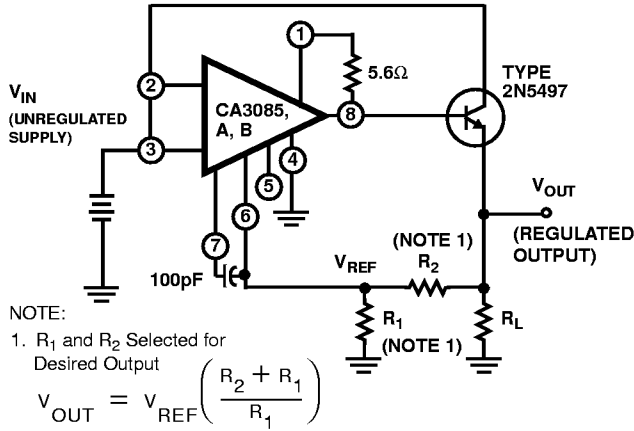 1
5.6Ω
TYPE
2N5497
2
V_IN
(UNREGULATED
SUPPLY)
CA3085,
A, B
8
3
4
5
6
7
V_OUT
(REGULATED
OUTPUT)
(NOTE 1)
100pF
V_REF
R_2
R_1
(NOTE 1)
R_L
NOTE:
1. R_1 and R_2 Selected for
Desired Output
V_OUT = V_REF ( (R_2 + R_1) / R_1 )